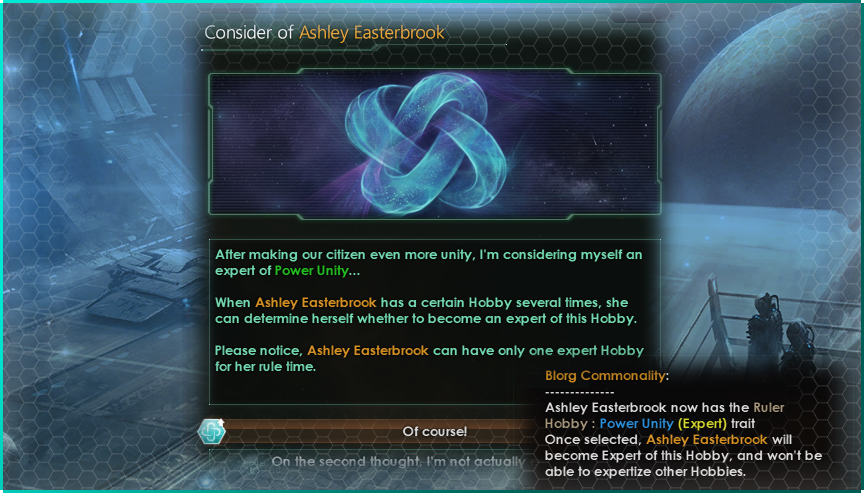 Consider of Ashley Easterbrook
After making our citizen even more unity, I'm considering myself an
expert of Power Unity...
When Ashley Easterbrook has a certain Hobby several times, she
can determine herself whether to become an expert of this Hobby.
Please notice, Ashley Easterbrook can have only one expert Hobby
for her rule time.
Of course!
On the second thought, I'm not actually
Blorg Commonality:
--------------
Ashley Easterbrook now has the Ruler
Hobby : Power Unity (Expert) trait
Once selected, Ashley Easterbrook will
become Expert of this Hobby, and won't be
able to expertize other Hobbies.